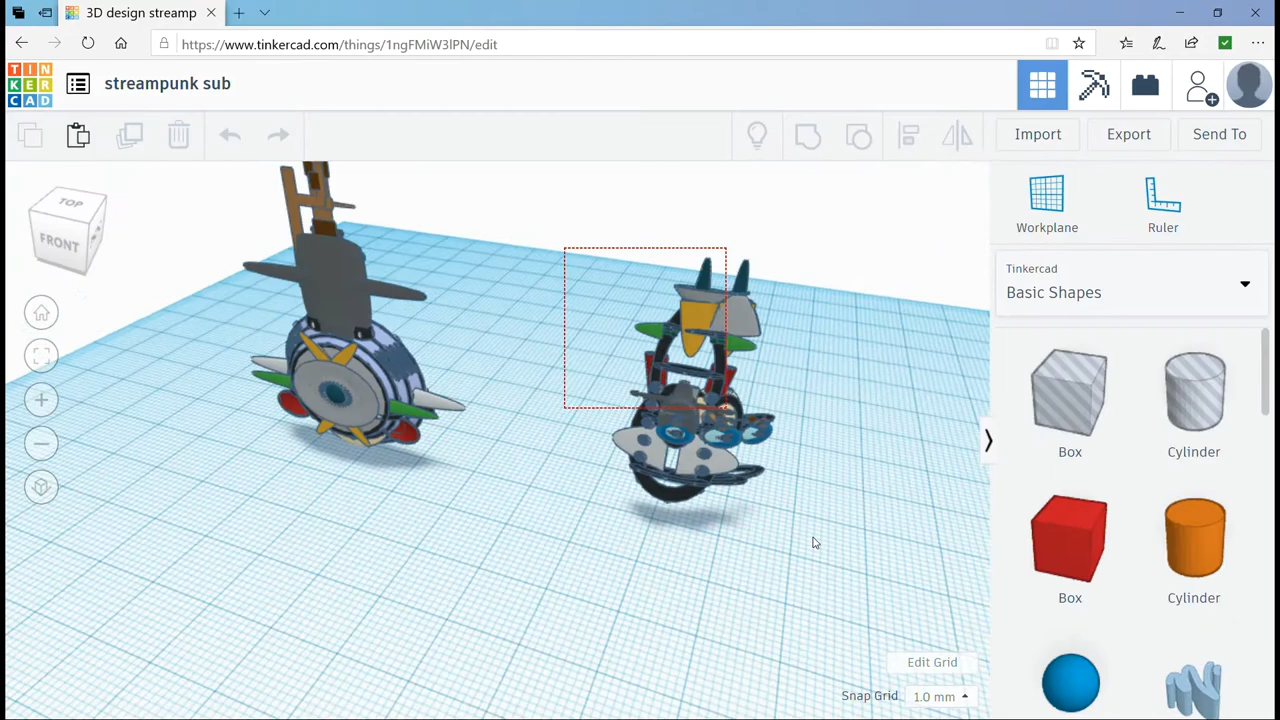 3D design streamp
https://www.tinkercad.com/things/1ngFMiW3lPN/edit
TIN
KER
CAD
streampunk sub
Import
Export
Send To
TOP
FRONT
Workplane
Ruler
Tinkercad
Basic Shapes
Box
Cylinder
Box
Cylinder
Edit Grid
Snap Grid
1.0 mm